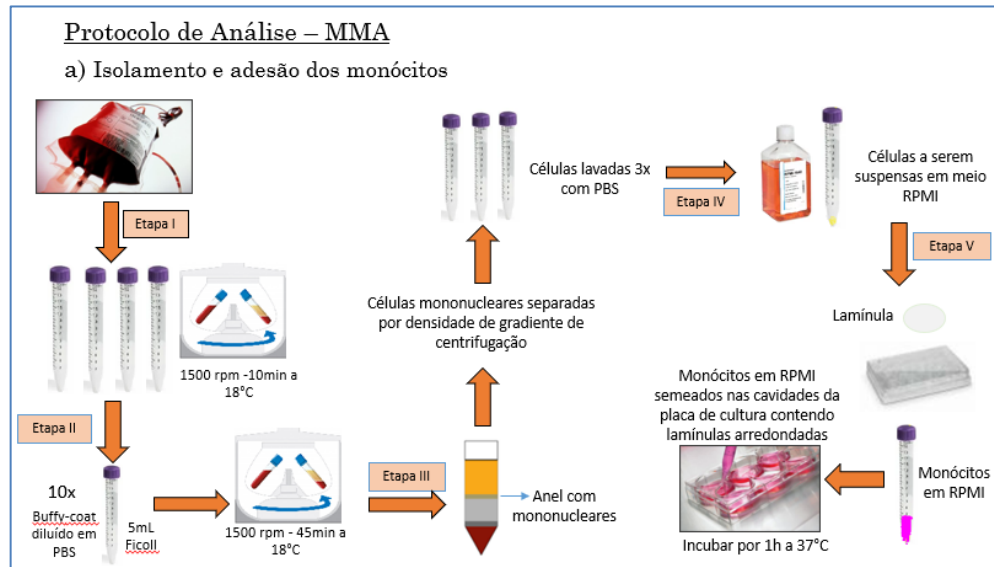 Protocolo de Análise – MMA
a) Isolamento e adesão dos monócitos
Etapa I
1500 rpm -10min a
18°C
Etapa II
10x
Buffy-coat
diluído em
PBS
5mL
Ficoll
1500 rpm - 45min a
18°C
Etapa III
Anel com
mononucleares
Células mononucleares separadas
por densidade de gradiente de
centrifugação
Células lavadas 3x
com PBS
Etapa IV
Células a serem
suspensas em meio
RPMI
Etapa V
Lamínula
Monócitos
em RPMI
Monócitos em RPMI
semeados nas cavidades da
placa de cultura contendo
lamínulas arredondadas
Incubar por 1h a 37°C